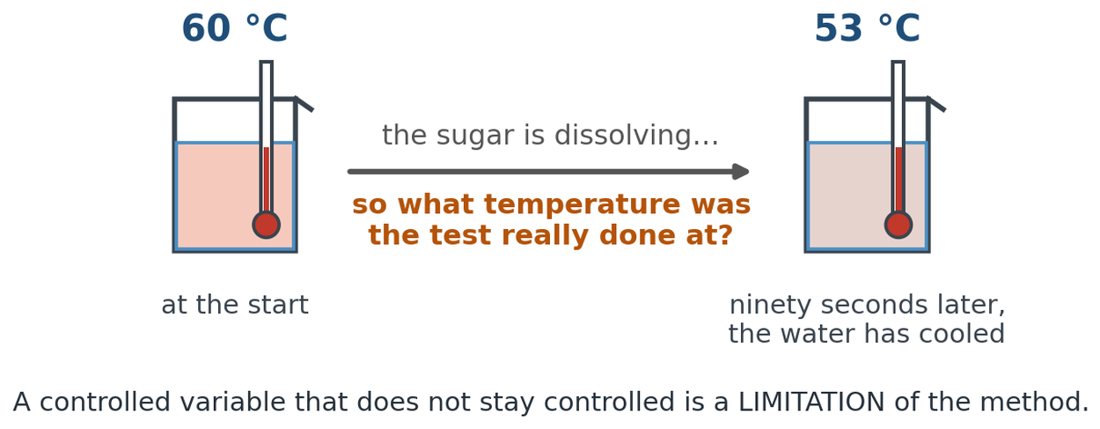 60 °C
53 °C
the sugar is dissolving...
so what temperature was
the test really done at?
at the start
ninety seconds later,
the water has cooled
A controlled variable that does not stay controlled is a LIMITATION of the method.